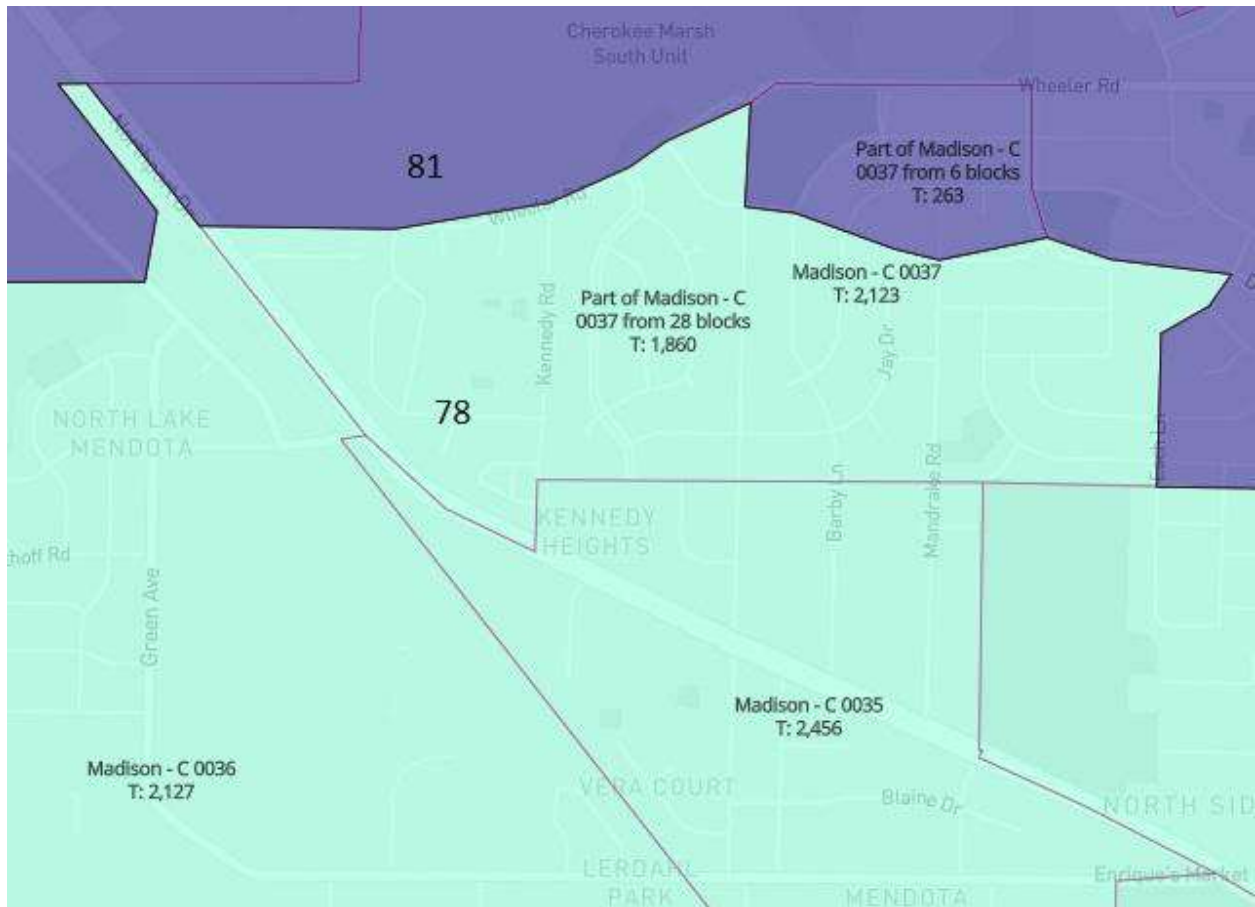 Cherokee Marsh
South Unit
Wheeler Rd
81
Part of Madison - C
0037 from 6 blocks
T: 263
Wheeler Rd
Madison - C 0037
T: 2,123
Part of Madison - C
0037 from 28 blocks
T: 1,860
Kennedy Rd
Jay Dr
78
NORTH LAKE
MENDOTA
KENNEDY
HEIGHTS
Barby Ln
Mandrake Rd
hoff Rd
Green Ave
Madison - C 0035
T: 2,456
Madison - C 0036
T: 2,127
VERA COURT
Blaine Dr
NORTH SID
LERDAHL
PARK
MENDOTA
Enrique's Market